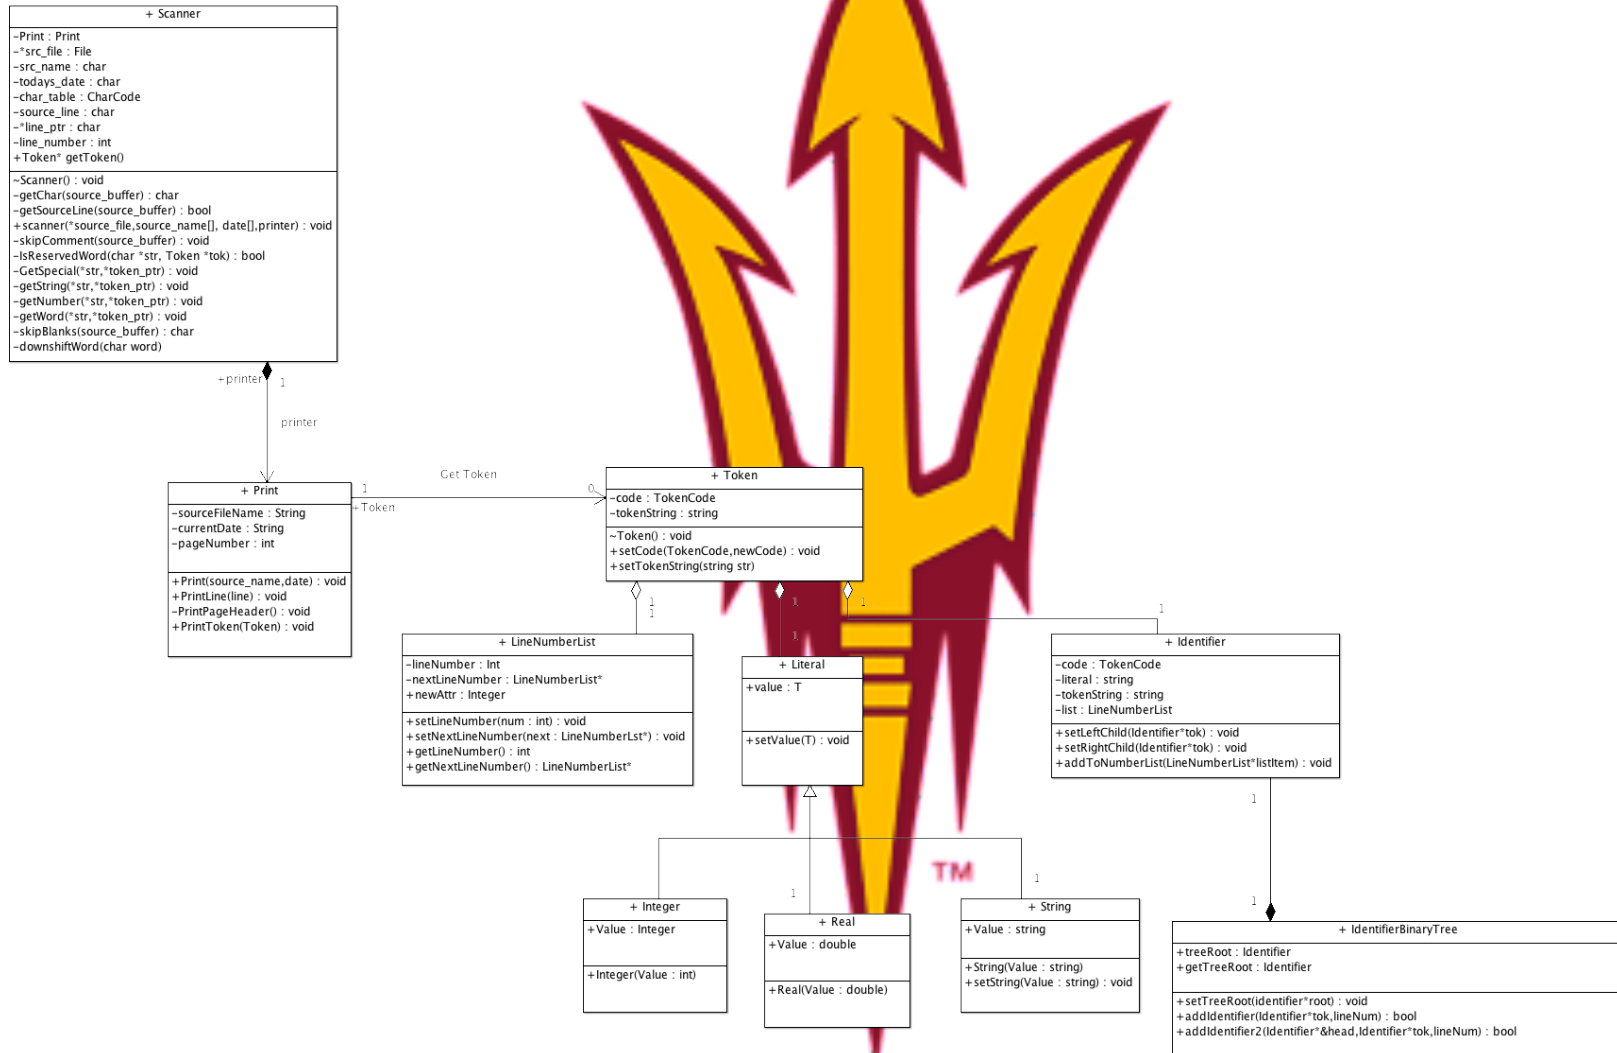 + Scanner
-Print : Print
-*src_file : File
-src_name : char
-todays_date : char
-char_table : CharCode
-source_line : char
-*line_ptr : char
-line_number : int
+Token* getToken()
~Scanner() : void
-getChar(source_buffer) : char
-getSourceLine(source_buffer) : bool
+scanner(*source_file,source_name[], date[],printer) : void
-skipComment(source_buffer) : void
-IsReservedWord(char *str, Token *tok) : bool
-GetSpecial(*str,*token_ptr) : void
-getString(*str,*token_ptr) : void
-getNumber(*str,*token_ptr) : void
-getWord(*str,*token_ptr) : void
-skipBlanks(source_buffer) : char
-downshiftWord(char word)
+printer
1
printer
+ Print
-sourceFileName : String
-currentDate : String
-pageNumber : int
+Print(source_name,date) : void
+PrintLine(line) : void
-PrintPageHeader() : void
+PrintToken(Token) : void
1
+Token
Get Token
0..
+ Token
-code : TokenCode
-tokenString : string
~Token() : void
+setCode(TokenCode,newCode) : void
+setTokenString(string str)
1
1
1
1
1
1
+ LineNumberList
-lineNumber : Int
-nextLineNumber : LineNumberList*
+newAttr : Integer
+setLineNumber(num : int) : void
+setNextLineNumber(next : LineNumberLst*) : void
+getLineNumber() : int
+getNextLineNumber() : LineNumberList*
+ Literal
+value : T
+setValue(T) : void
+ Identifier
-code : TokenCode
-literal : string
-tokenString : string
-list : LineNumberList
+setLeftChild(Identifier*tok) : void
+setRightChild(Identifier*tok) : void
+addToNumberList(LineNumberList*listItem) : void
1
1
TM
1
1
+ Integer
+Value : Integer
+Integer(Value : int)
+ Real
+Value : double
+Real(Value : double)
+ String
+Value : string
+String(Value : string)
+setString(Value : string) : void
+ IdentifierBinaryTree
+treeRoot : Identifier
+getTreeRoot : Identifier
+setTreeRoot(identifier*root) : void
+addIdentifier(Identifier*tok,lineNum) : bool
+addIdentifier2(Identifier*&head,Identifier*tok,lineNum) : bool